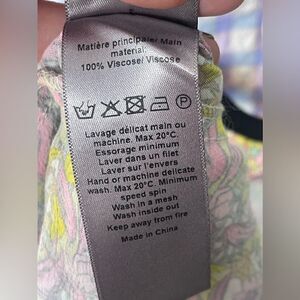 Matière principale/ Main
material:
100% Viscose/ Viscose
P
Lavage délicat main ou
machine. Max 20°C.
Essorage minimum
Laver dans un filet
Laver sur l'envers
Hand or machine delicate
wash. Max 20°C. Minimum
speed spin
Wash in a mesh
Wash inside out
Keep away from fire
Made in China